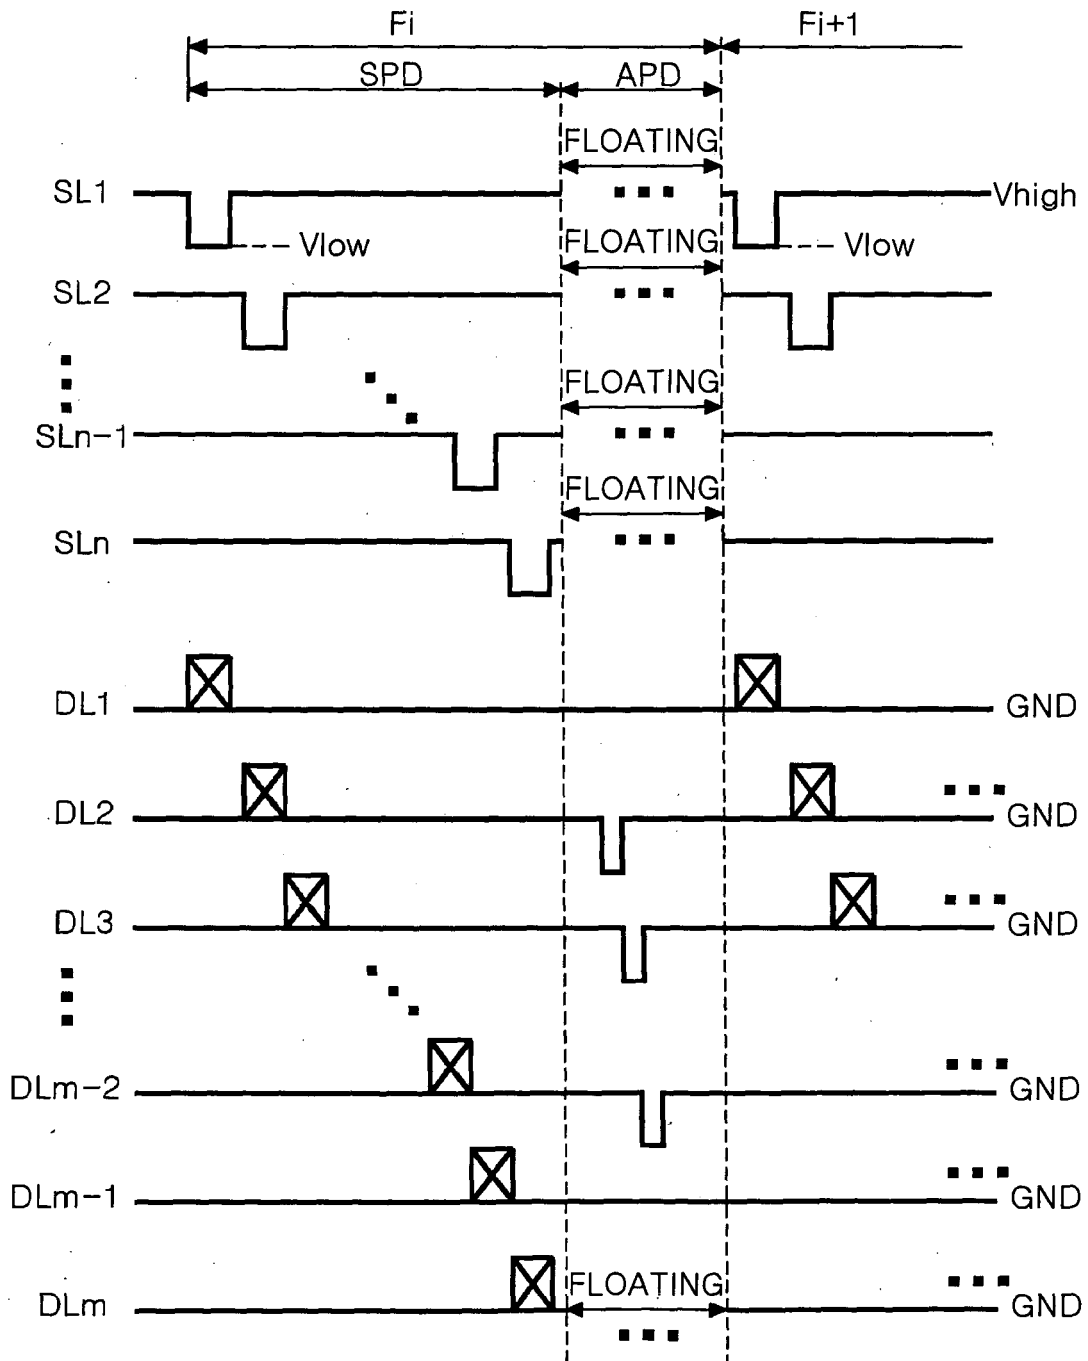 Fi Fi+1
SPD APD
FLOATING
SL1 Vhigh
Vlow FLOATING Vlow
SL2
FLOATING
SLn-1
FLOATING
SLn
DL1 GND
DL2 GND
DL3 GND
DLm-2 GND
DLm-1 GND
FLOATING
DLm GND